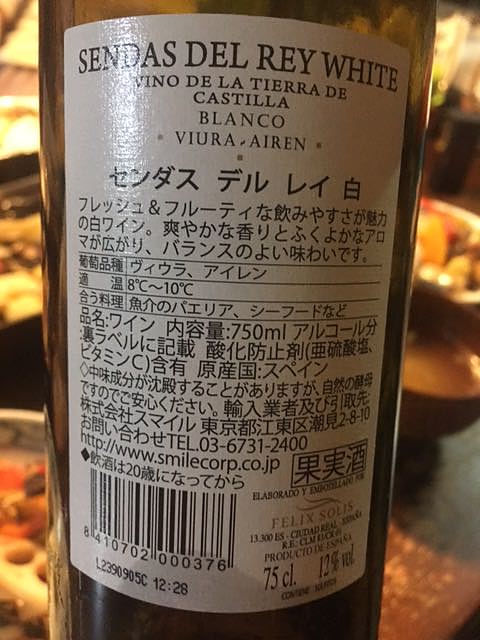 SENDAS DEL REY WHITE
VINO DE LA TIERRA DE
CASTILLA
BLANCO
VIURA-AIREN
センダス デル レイ 白
フレッシュ&フルーティな飲みやすさが魅力
の白ワイン。爽やかな香りとふくよかなアロ
マが広がり、バランスのよい味わいです。
葡萄品種 ヴィウラ、アイレン
適 温 8℃〜10℃
合う料理 魚介のパエリア、シーフードなど
品名:ワイン 内容量:750ml アルコール分
:裏ラベルに記載 酸化防止剤(亜硫酸塩、
ビタミンC)含有 原産国:スペイン
◇中味成分が沈殿することがありますが、自然の酵母
ですのでご安心ください。輸入業者及び引取先:
株式会社スマイル 東京都江東区潮見2-8-10
お問い合わせTEL.03-6731-2400
http://www.smilecorp.co.jp
◆飲酒は20歳になってから
果実酒
ELABORADO Y EMBOTELLADO POR
FELIX SOLIS
13.300 ES - CIUDAD REAL - ESPAÑA
PRODUCTO DE ESPAÑA
75 cl. 12% vol.
8 410702 000376
L2390905C 12:28